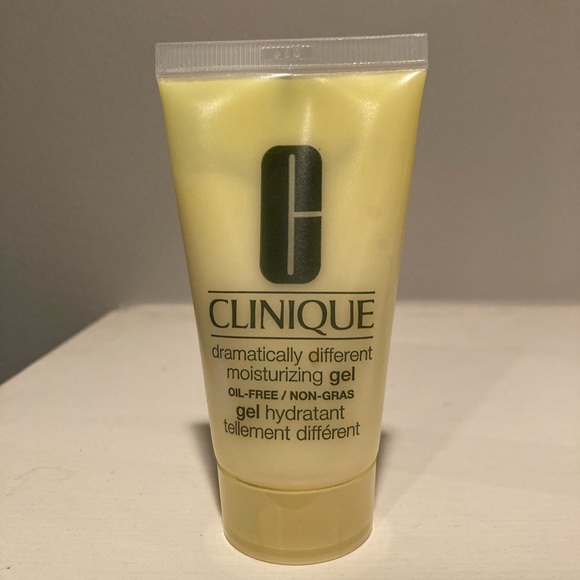 CLINIQUE
dramatically different
moisturizing gel
OIL-FREE / NON-GRAS
gel hydratant
tellement différent